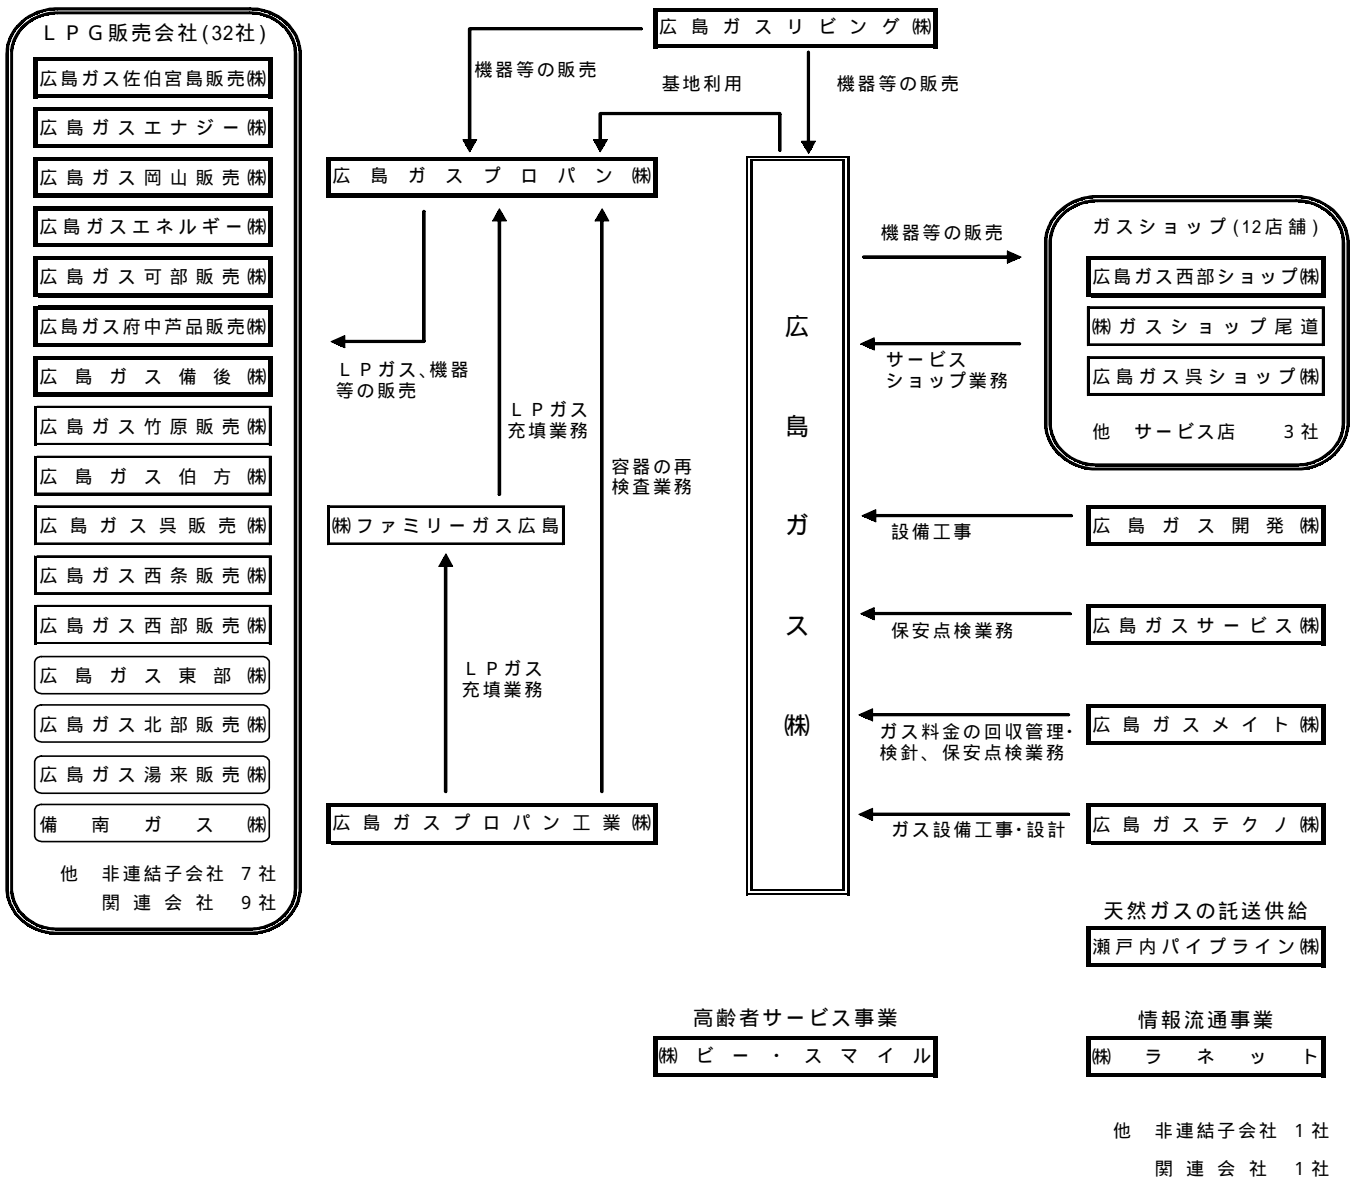 ＬＰＧ販売会社(32社)
広島ガス佐伯宮島販売㈱
広島ガスエナジー㈱
広島ガス岡山販売㈱
広島ガスエネルギー㈱
広島ガス可部販売㈱
広島ガス府中芦品販売㈱
広島ガス備後㈱
広島ガス竹原販売㈱
広島ガス伯方㈱
広島ガス呉販売㈱
広島ガス西条販売㈱
広島ガス西部販売㈱
広島ガス東部㈱
広島ガス北部販売㈱
広島ガス湯来販売㈱
備南ガス㈱
他 非連結子会社 7社
関連会社 9社
広島ガスリビング㈱
機器等の販売
基地利用
機器等の販売
広島ガスプロパン㈱
ＬＰガス、機器
等の販売
ＬＰガス
充填業務
容器の再
検査業務
㈱ファミリーガス広島
ＬＰガス
充填業務
広島ガスプロパン工業㈱
広島ガス㈱
機器等の販売
サービス
ショップ業務
ガスショップ(12店舗)
広島ガス西部ショップ㈱
㈱ガスショップ尾道
広島ガス呉ショップ㈱
他 サービス店 3社
設備工事
広島ガス開発㈱
保安点検業務
広島ガスサービス㈱
ガス料金の回収管理・
検針、保安点検業務
広島ガスメイト㈱
ガス設備工事・設計
広島ガステクノ㈱
天然ガスの託送供給
瀬戸内パイプライン㈱
高齢者サービス事業
㈱ビー・スマイル
情報流通事業
㈱ラネット
他 非連結子会社 1社
関連会社 1社